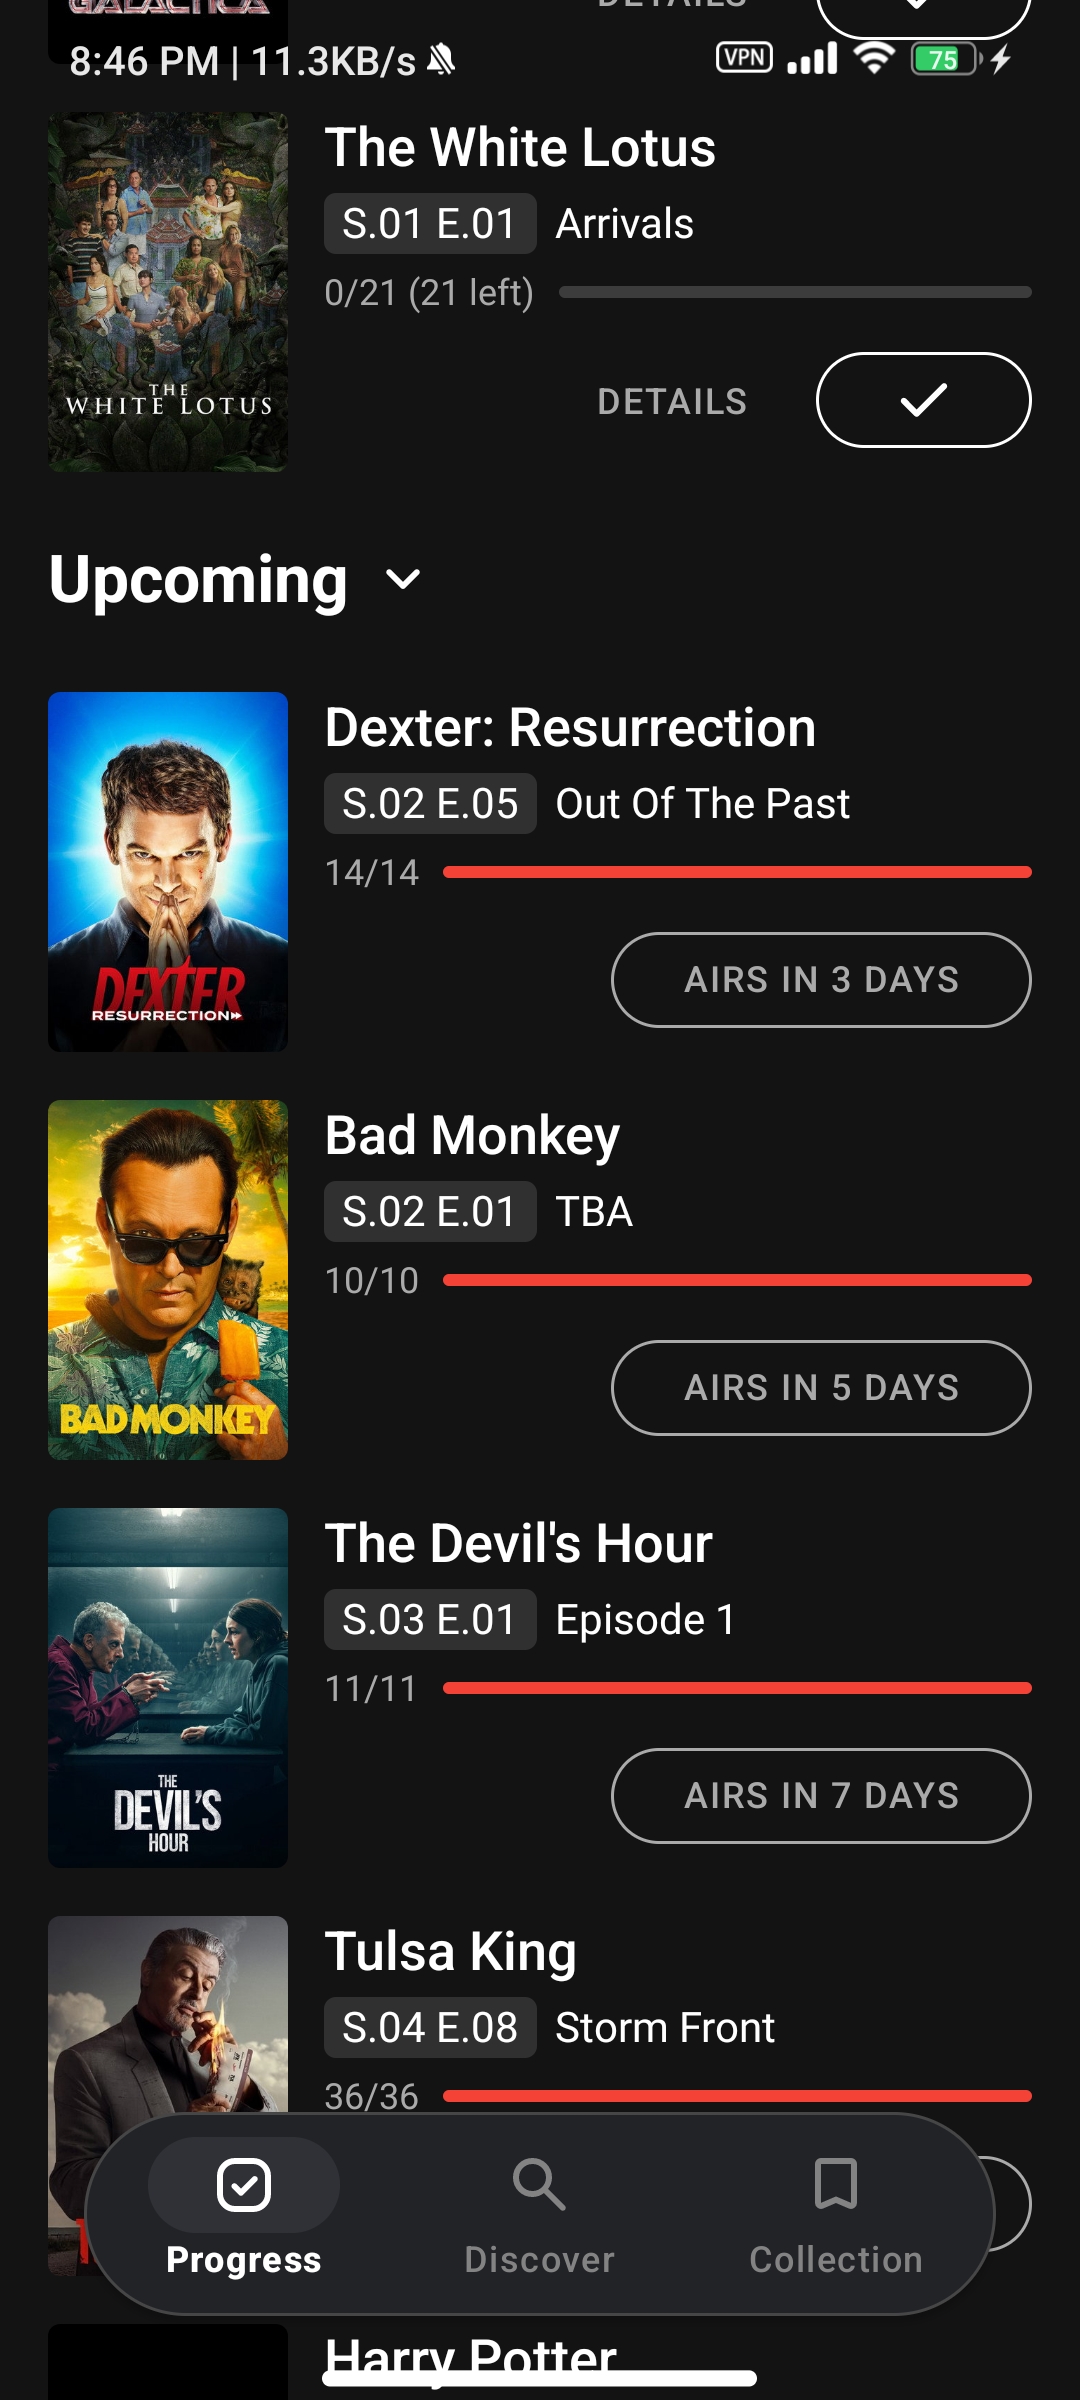 GALACTICA
DETAILS
8:46 PM | 11.3KB/s
VPN
75
The White Lotus
S.01 E.01 Arrivals
0/21 (21 left)
DETAILS
THE
WHITE LOTUS
Upcoming
Dexter: Resurrection
S.02 E.05 Out Of The Past
14/14
AIRS IN 3 DAYS
DEXTER
RESURRECTION
Bad Monkey
S.02 E.01 TBA
10/10
AIRS IN 5 DAYS
BAD MONKEY
The Devil's Hour
S.03 E.01 Episode 1
11/11
AIRS IN 7 DAYS
THE
DEVIL'S
HOUR
Tulsa King
S.04 E.08 Storm Front
36/36
Progress
Discover
Collection
Harry Potter